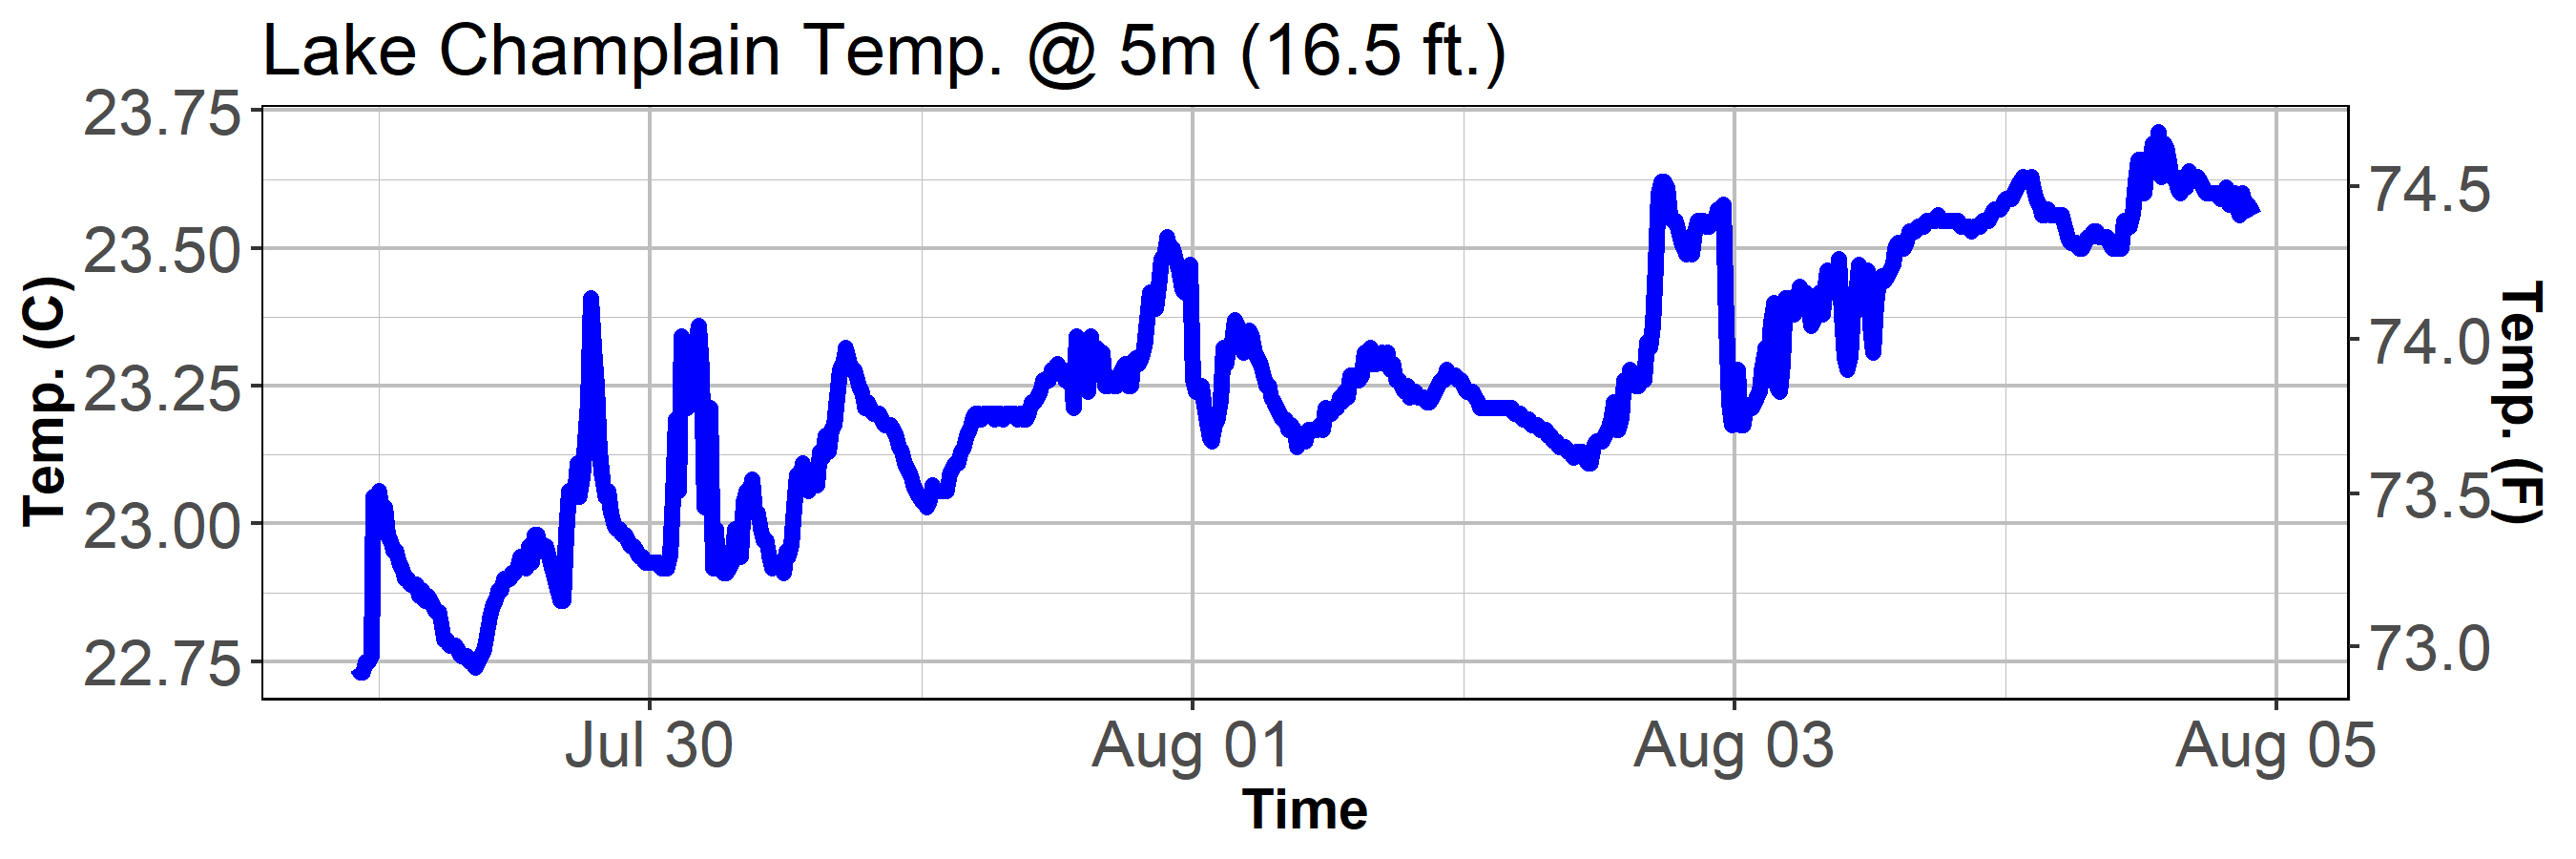 Lake Champlain Temp. @ 5m (16.5 ft.)
23.75
23.50
23.25
23.00
22.75
Temp. (C)
74.5
74.0
73.5
73.0
Temp. (F)
Jul 30
Aug 01
Aug 03
Aug 05
Time